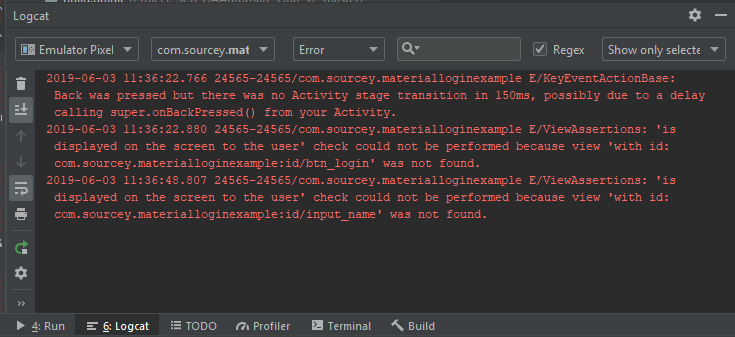 Logcat
Emulator Pixel com.sourcey.mat Error Regex Show only selecte
2019-06-03 11:36:22.766 24565-24565/com.sourcey.materialloginexample E/KeyEventActionBase:
Back was pressed but there was no Activity stage transition in 150ms, possibly due to a delay
calling super.onBackPressed() from your Activity.
2019-06-03 11:36:22.880 24565-24565/com.sourcey.materialloginexample E/ViewAssertions: 'is
displayed on the screen to the user' check could not be performed because view 'with id:
com.sourcey.materialloginexample:id/btn_login' was not found.
2019-06-03 11:36:48.807 24565-24565/com.sourcey.materialloginexample E/ViewAssertions: 'is
displayed on the screen to the user' check could not be performed because view 'with id:
com.sourcey.materialloginexample:id/input_name' was not found.
4: Run 6: Logcat TODO Profiler Terminal Build